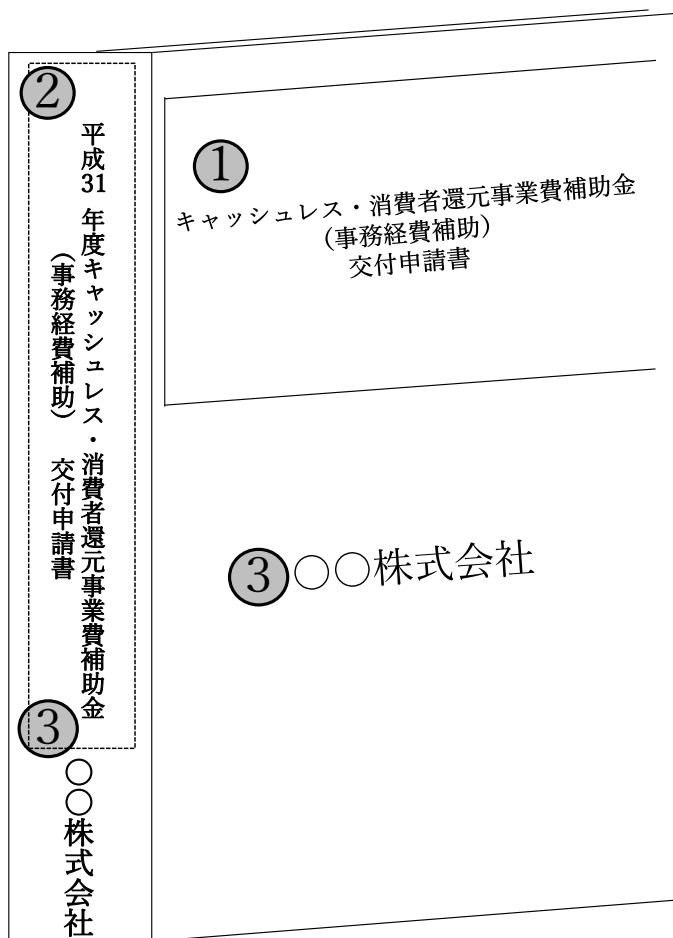 ②
平成31年度キャッシュレス・消費者還元事業費補助金
（事務経費補助）　交付申請書
③
○○株式会社
①
キャッシュレス・消費者還元事業費補助金
（事務経費補助）
交付申請書
③○○株式会社